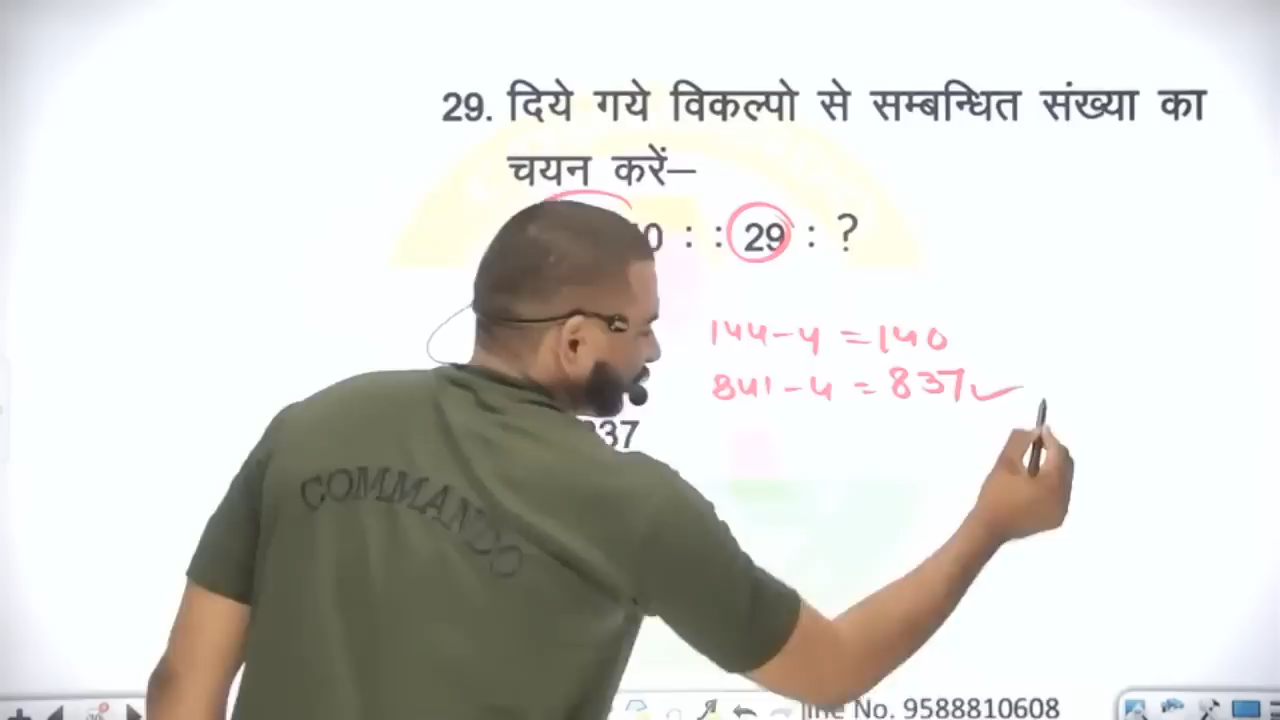 29. दिये गये विकल्पो से सम्बन्धित संख्या का
चयन करें–
0 : : 29 : ?
144-4 = 140
841-4 = 837
37
COMMANDO
No. 9588810608